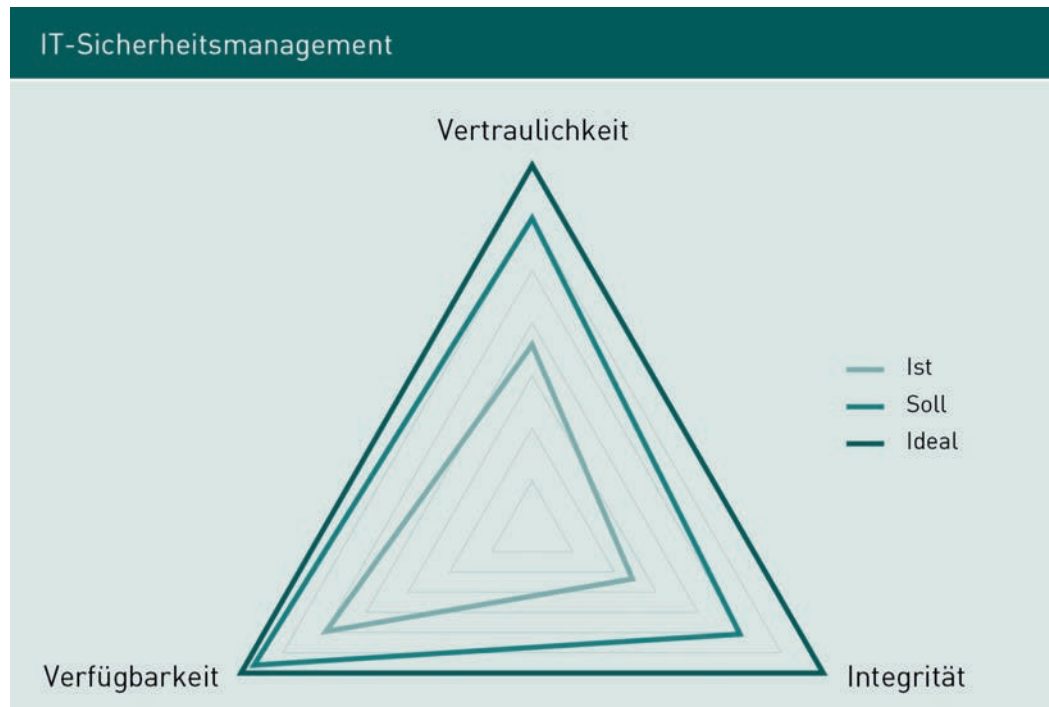 IT-Sicherheitsmanagement
Vertraulichkeit
Ist
Soll
Ideal
Verfügbarkeit
Integrität